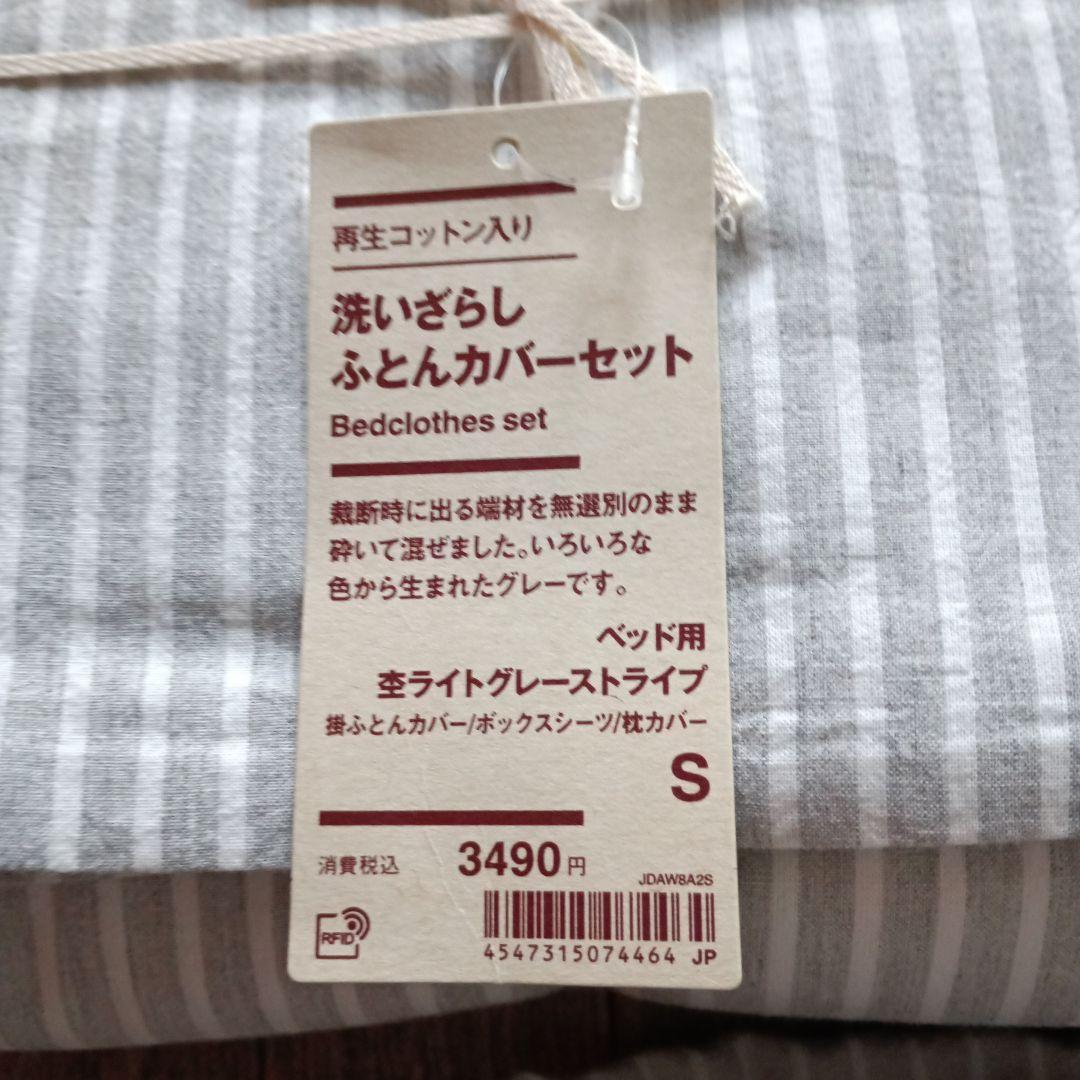 再生コットン入り
洗いざらし
ふとんカバーセット
Bedclothes set
裁断時に出る端材を無選別のまま
砕いて混ぜました。いろいろな
色から生まれたグレーです。
ベッド用
杢ライトグレーストライプ
掛ふとんカバー/ボックスシーツ/枕カバー
S
消費税込 3490円
JDAW8A2S
RFID
4547315074464 JP